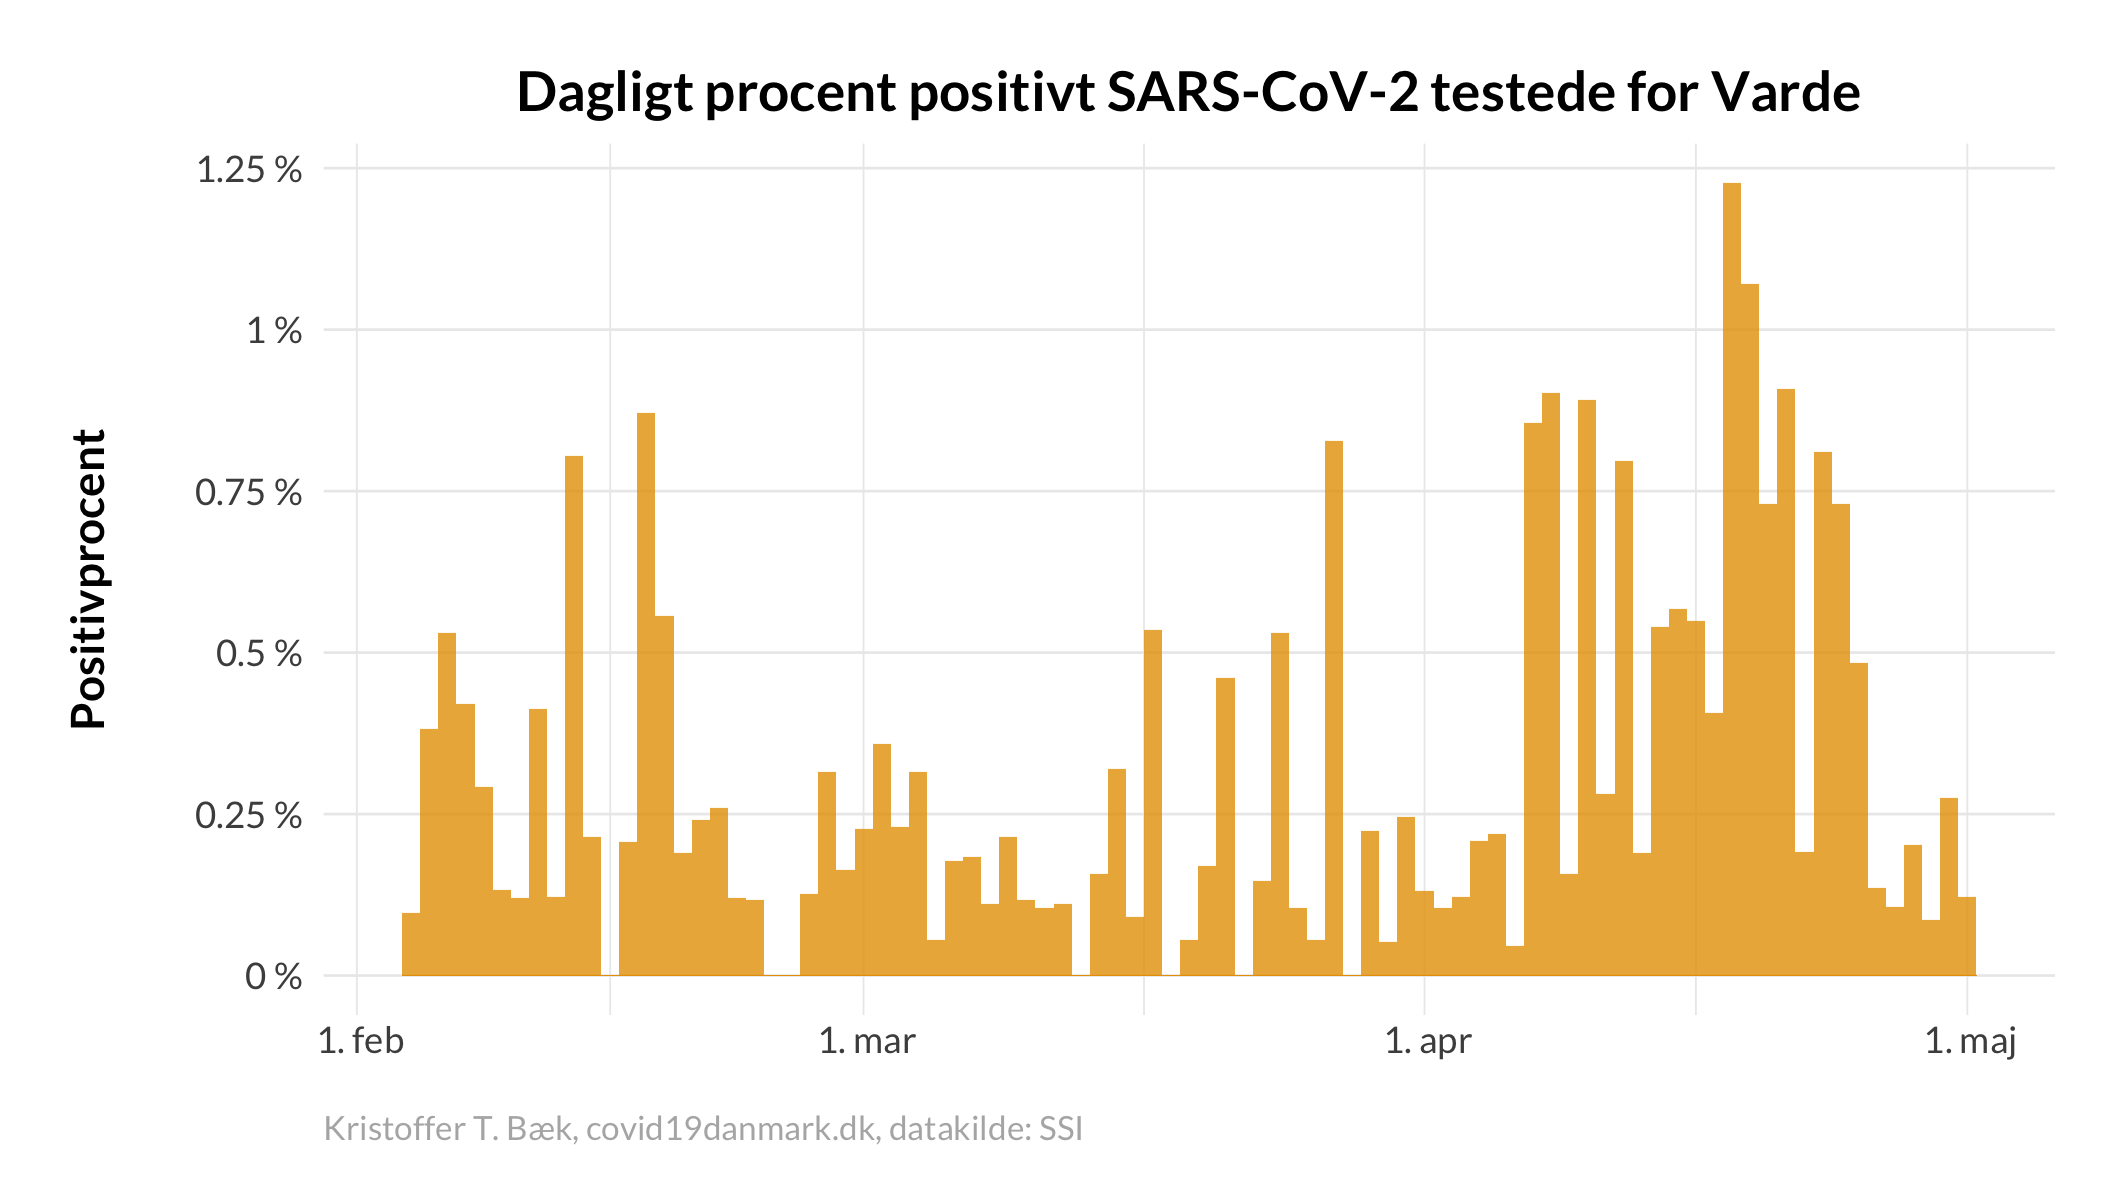 Dagligt procent positivt SARS-CoV-2 testede for Varde
Positivprocent
1.25 %
1 %
0.75 %
0.5 %
0.25 %
0 %
1. feb
1. mar
1. apr
1. maj
Kristoffer T. Bæk, covid19danmark.dk, datakilde: SSI